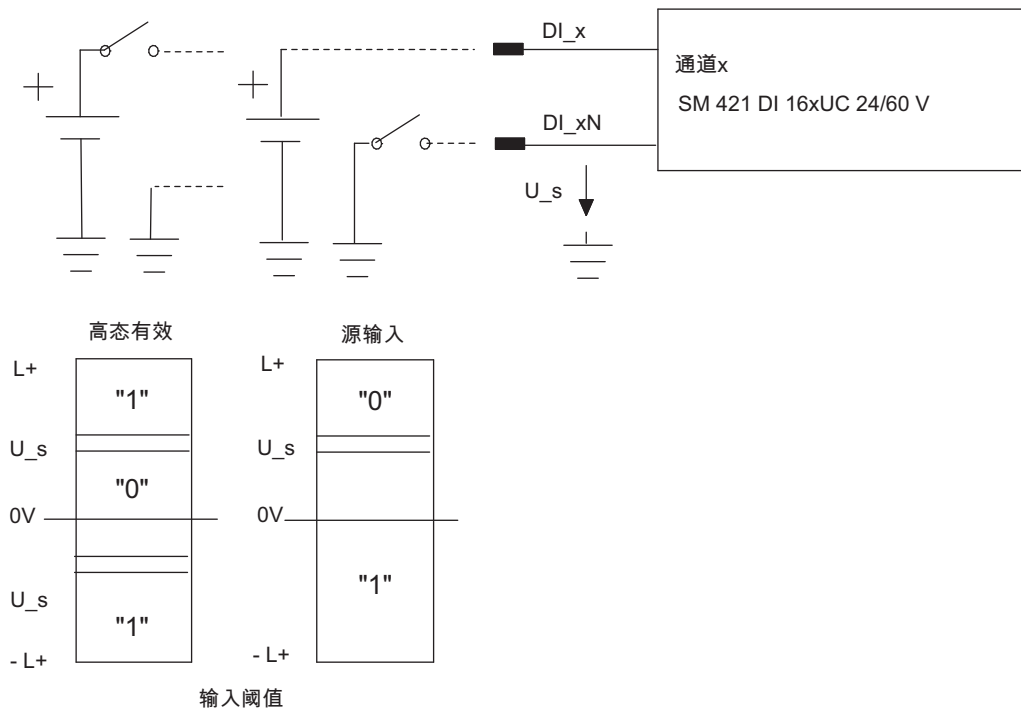 DI_x
通道x
SM 421 DI 16xUC 24/60 V
DI_xN
U_s
高态有效
源输入
L+
"1"
L+
"0"
U_s
U_s
"0"
0V
0V
"1"
U_s
"1"
- L+
- L+
输入阈值